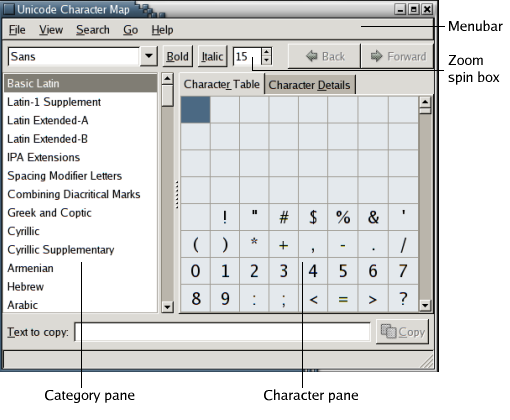 Unicode Character Map
File View Search Go Help
Menubar
Sans Bold Italic 15 Back Forward
Zoom
spin box
Basic Latin
Latin-1 Supplement
Latin Extended-A
Latin Extended-B
IPA Extensions
Spacing Modifier Letters
Combining Diacritical Marks
Greek and Coptic
Cyrillic
Cyrillic Supplementary
Armenian
Hebrew
Arabic
Character Table Character Details
! " # $ % & '
( ) * + , - . /
0 1 2 3 4 5 6 7
8 9 : ; < = > ?
Text to copy: Copy
Category pane Character pane